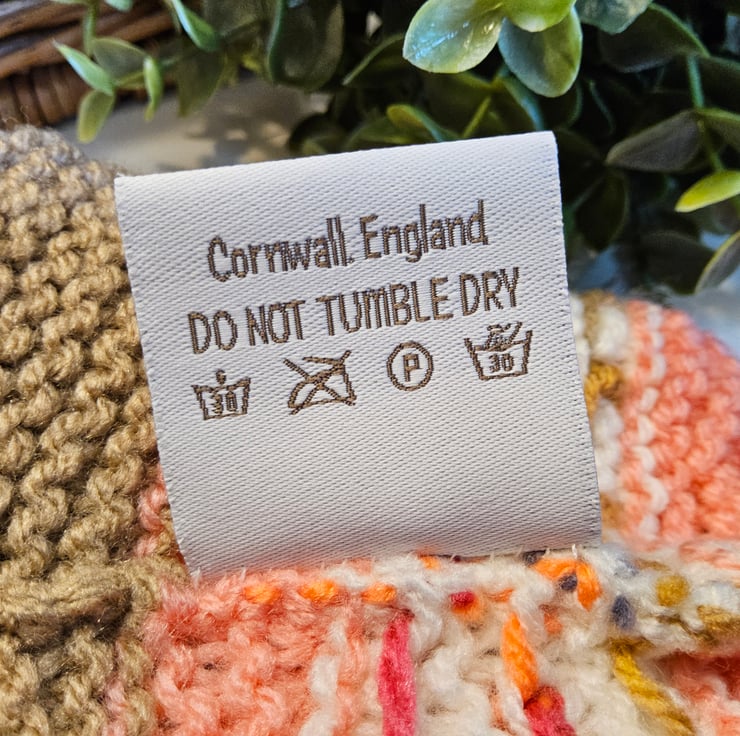 Cornwall. England
DO NOT TUMBLE DRY
30 P 30